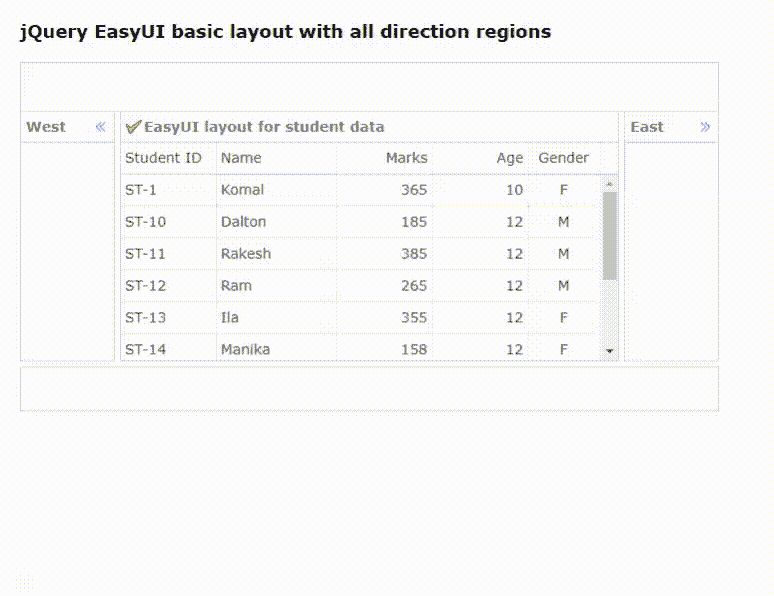 jQuery EasyUI basic layout with all direction regions
West « EasyUI layout for student data East »
Student ID Name Marks Age Gender
ST-1 Komal 365 10 F
ST-10 Dalton 185 12 M
ST-11 Rakesh 385 12 M
ST-12 Ram 265 12 M
ST-13 Ila 355 12 F
ST-14 Manika 158 12 F